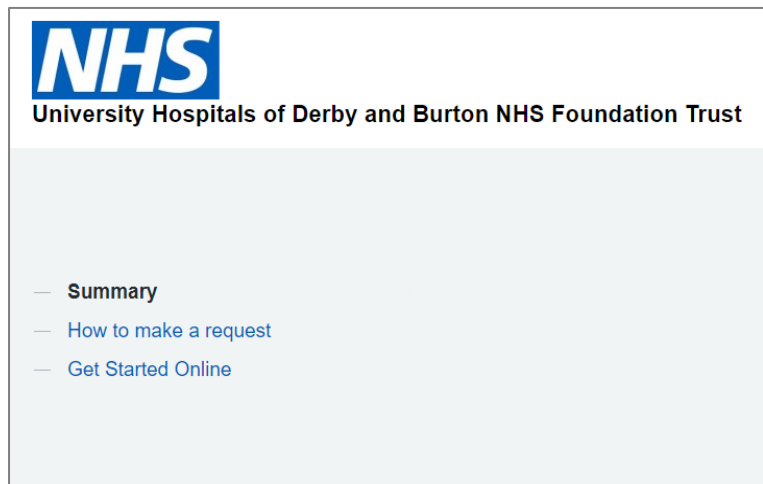 NHS
University Hospitals of Derby and Burton NHS Foundation Trust
— Summary
— How to make a request
— Get Started Online